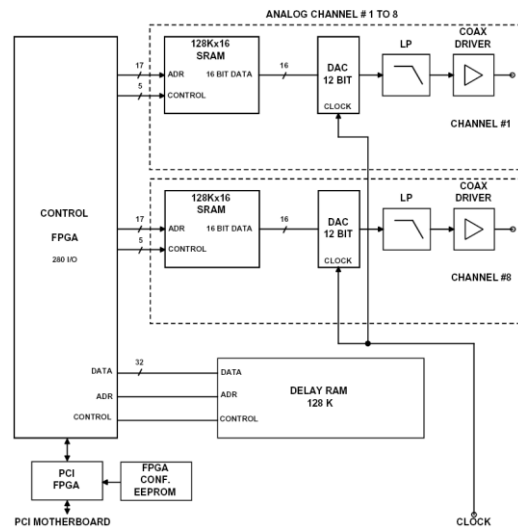 ANALOG CHANNEL # 1 TO 8
128Kx16
SRAM
17
ADR
16 BIT DATA
16
5
CONTROL
DAC
12 BIT
CLOCK
LP
COAX
DRIVER
CHANNEL #1
128Kx16
SRAM
17
ADR
16 BIT DATA
16
5
CONTROL
DAC
12 BIT
CLOCK
LP
COAX
DRIVER
CHANNEL #8
CONTROL
FPGA
280 I/O
DATA
32
DATA
ADR
ADR
CONTROL
CONTROL
DELAY RAM
128 K
PCI
FPGA
FPGA
CONF.
EEPROM
PCI MOTHERBOARD
CLOCK